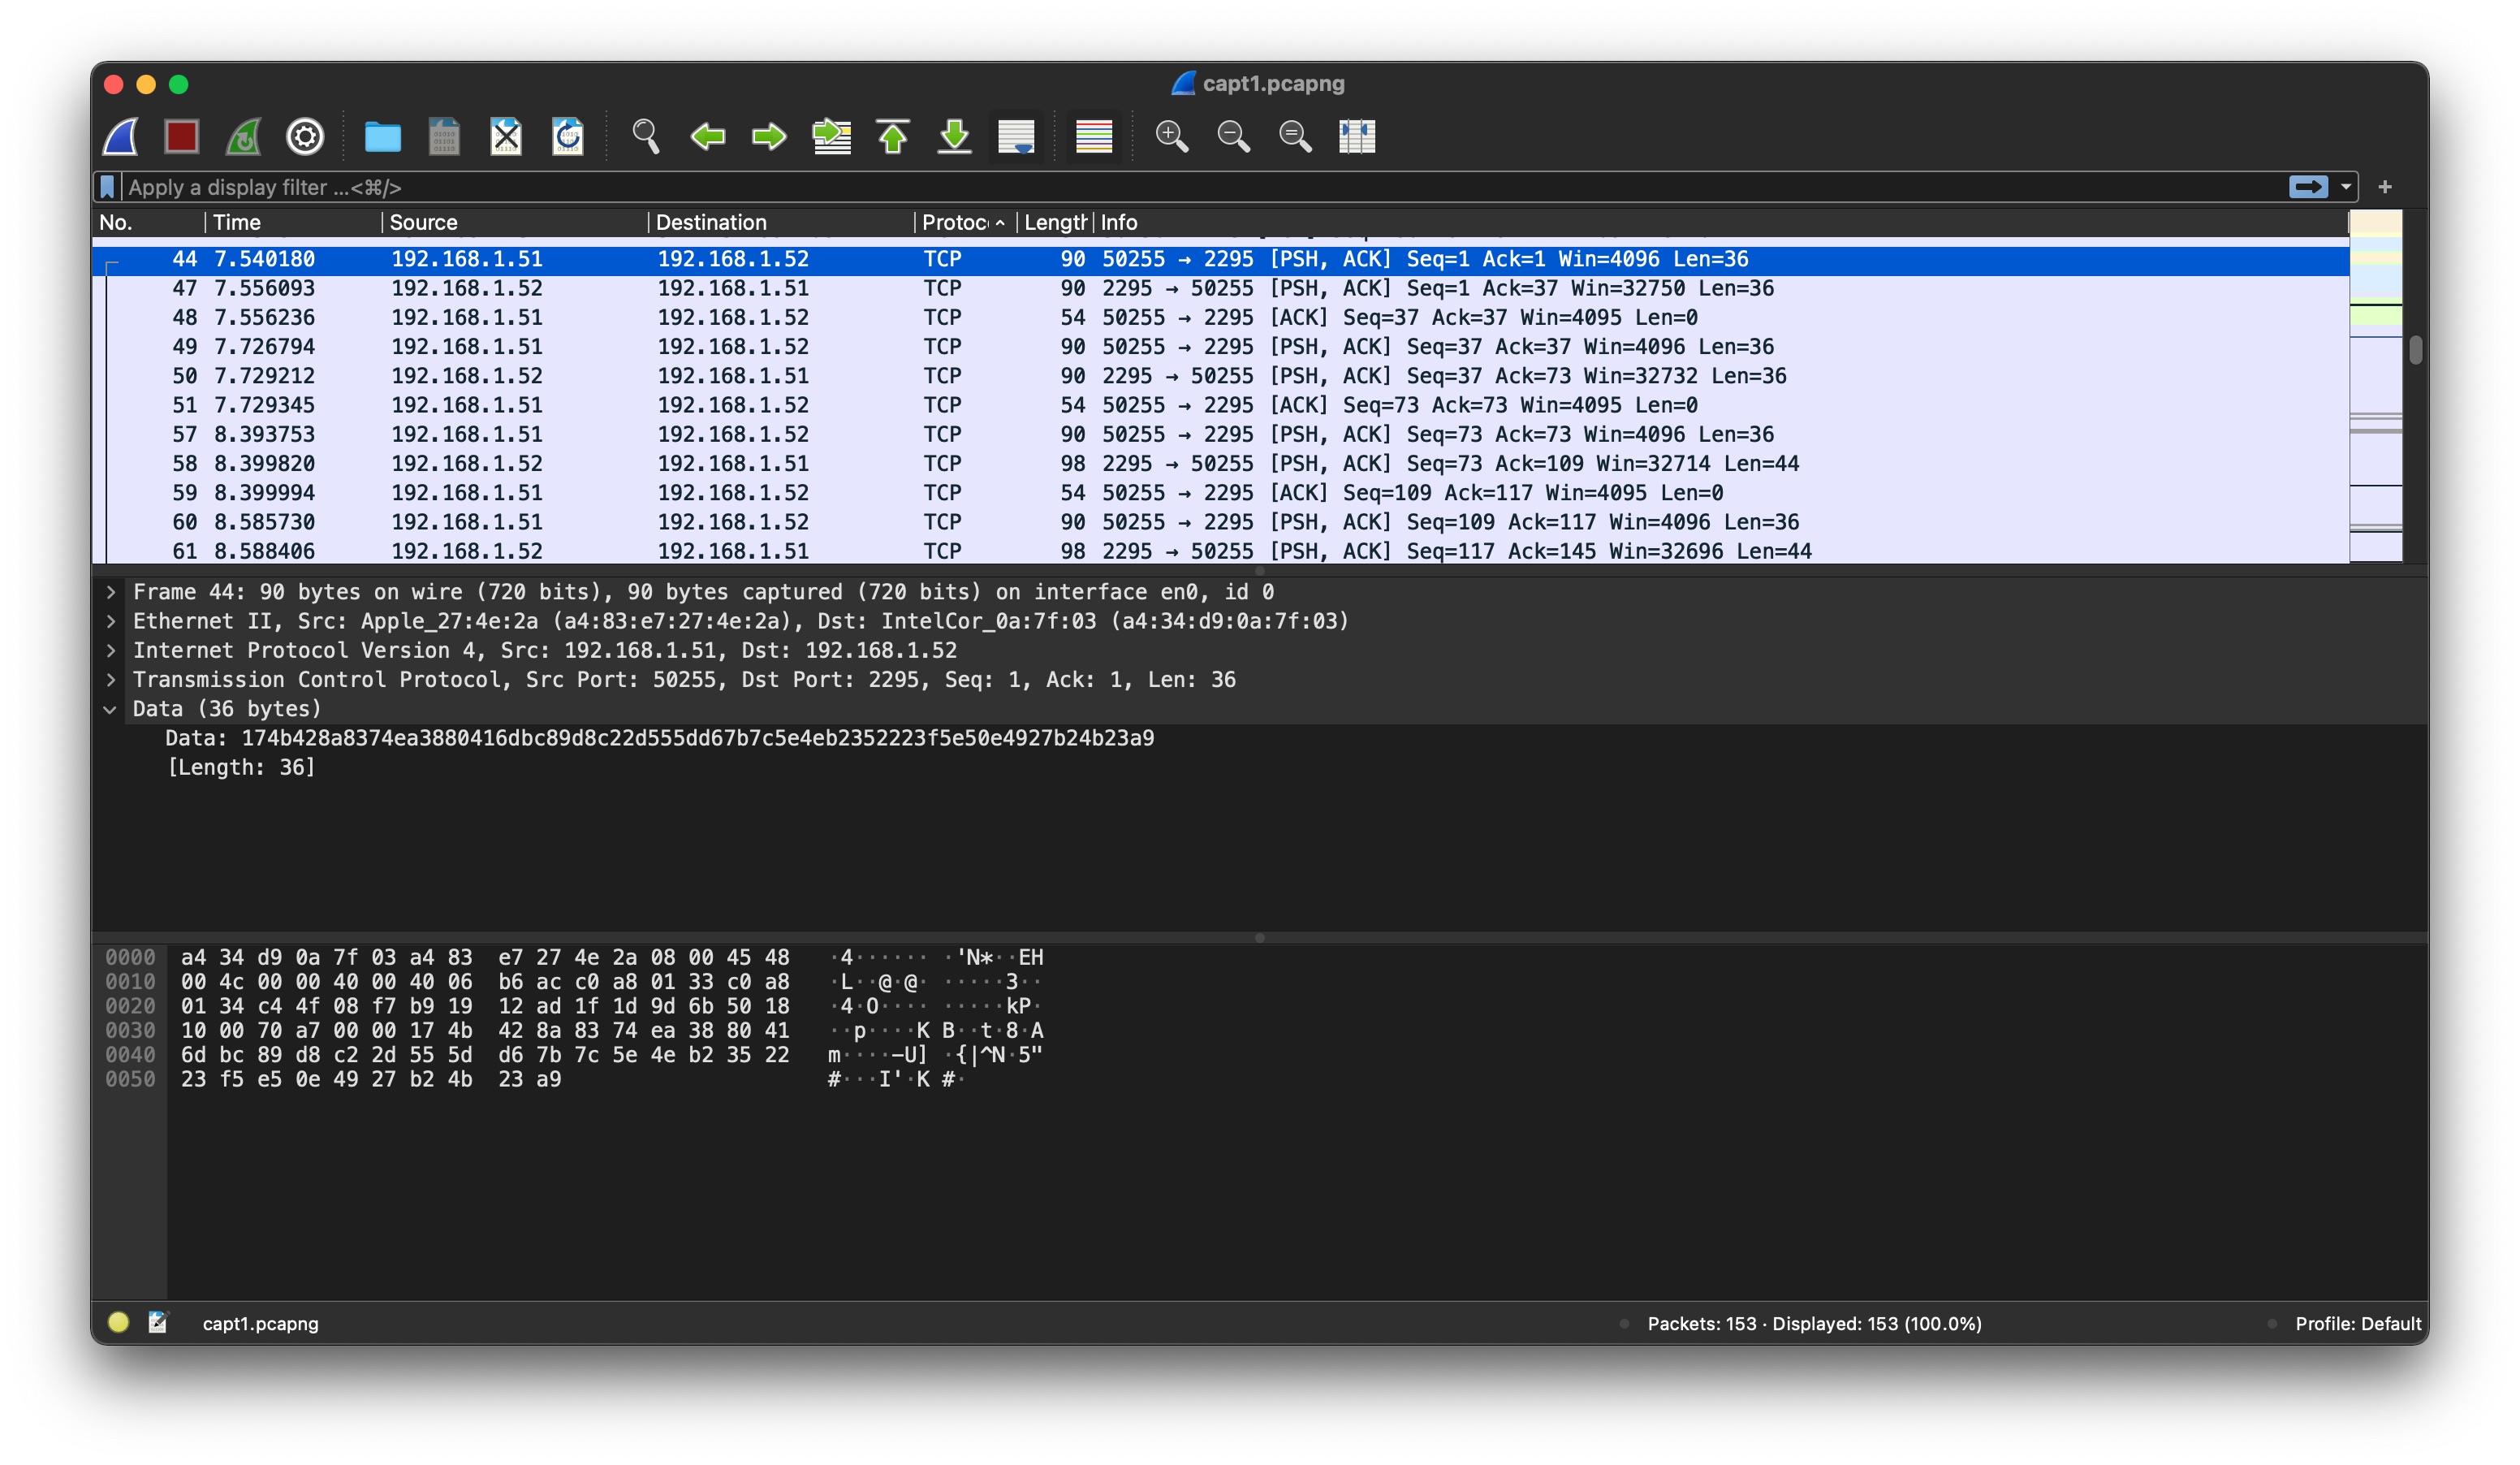 capt1.pcapng
Apply a display filter ...<⌘/>
No. Time Source Destination Protoc Length Info
44 7.540180 192.168.1.51 192.168.1.52 TCP 90 50255 → 2295 [PSH, ACK] Seq=1 Ack=1 Win=4096 Len=36
47 7.556093 192.168.1.52 192.168.1.51 TCP 90 2295 → 50255 [PSH, ACK] Seq=1 Ack=37 Win=32750 Len=36
48 7.556236 192.168.1.51 192.168.1.52 TCP 54 50255 → 2295 [ACK] Seq=37 Ack=37 Win=4095 Len=0
49 7.726794 192.168.1.51 192.168.1.52 TCP 90 50255 → 2295 [PSH, ACK] Seq=37 Ack=37 Win=4096 Len=36
50 7.729212 192.168.1.52 192.168.1.51 TCP 90 2295 → 50255 [PSH, ACK] Seq=37 Ack=73 Win=32732 Len=36
51 7.729345 192.168.1.51 192.168.1.52 TCP 54 50255 → 2295 [ACK] Seq=73 Ack=73 Win=4095 Len=0
57 8.393753 192.168.1.51 192.168.1.52 TCP 90 50255 → 2295 [PSH, ACK] Seq=73 Ack=73 Win=4096 Len=36
58 8.399820 192.168.1.52 192.168.1.51 TCP 98 2295 → 50255 [PSH, ACK] Seq=73 Ack=109 Win=32714 Len=44
59 8.399994 192.168.1.51 192.168.1.52 TCP 54 50255 → 2295 [ACK] Seq=109 Ack=117 Win=4095 Len=0
60 8.585730 192.168.1.51 192.168.1.52 TCP 90 50255 → 2295 [PSH, ACK] Seq=109 Ack=117 Win=4096 Len=36
61 8.588406 192.168.1.52 192.168.1.51 TCP 98 2295 → 50255 [PSH, ACK] Seq=117 Ack=145 Win=32696 Len=44
Frame 44: 90 bytes on wire (720 bits), 90 bytes captured (720 bits) on interface en0, id 0
Ethernet II, Src: Apple_27:4e:2a (a4:83:e7:27:4e:2a), Dst: IntelCor_0a:7f:03 (a4:34:d9:0a:7f:03)
Internet Protocol Version 4, Src: 192.168.1.51, Dst: 192.168.1.52
Transmission Control Protocol, Src Port: 50255, Dst Port: 2295, Seq: 1, Ack: 1, Len: 36
Data (36 bytes)
Data: 174b428a8374ea3880416dbc89d8c22d555dd67b7c5e4eb2352223f5e50e4927b24b23a9
[Length: 36]
0000 a4 34 d9 0a 7f 03 a4 83 e7 27 4e 2a 08 00 45 48 ·4······ ·'N*··EH
0010 00 4c 00 00 40 00 40 06 b6 ac c0 a8 01 33 c0 a8 ·L··@·@· ·····3··
0020 01 34 c4 4f 08 f7 b9 19 12 ad 1f 1d 9d 6b 50 18 ·4·O···· ·····kP·
0030 10 00 70 a7 00 00 17 4b 42 8a 83 74 ea 38 80 41 ··p····K B··t·8·A
0040 6d bc 89 d8 c2 2d 55 5d d6 7b 7c 5e 4e b2 35 22 m····-U] ·{|^N·5"
0050 23 f5 e5 0e 49 27 b2 4b 23 a9 #···I'·K #·
capt1.pcapng Packets: 153 · Displayed: 153 (100.0%) Profile: Default